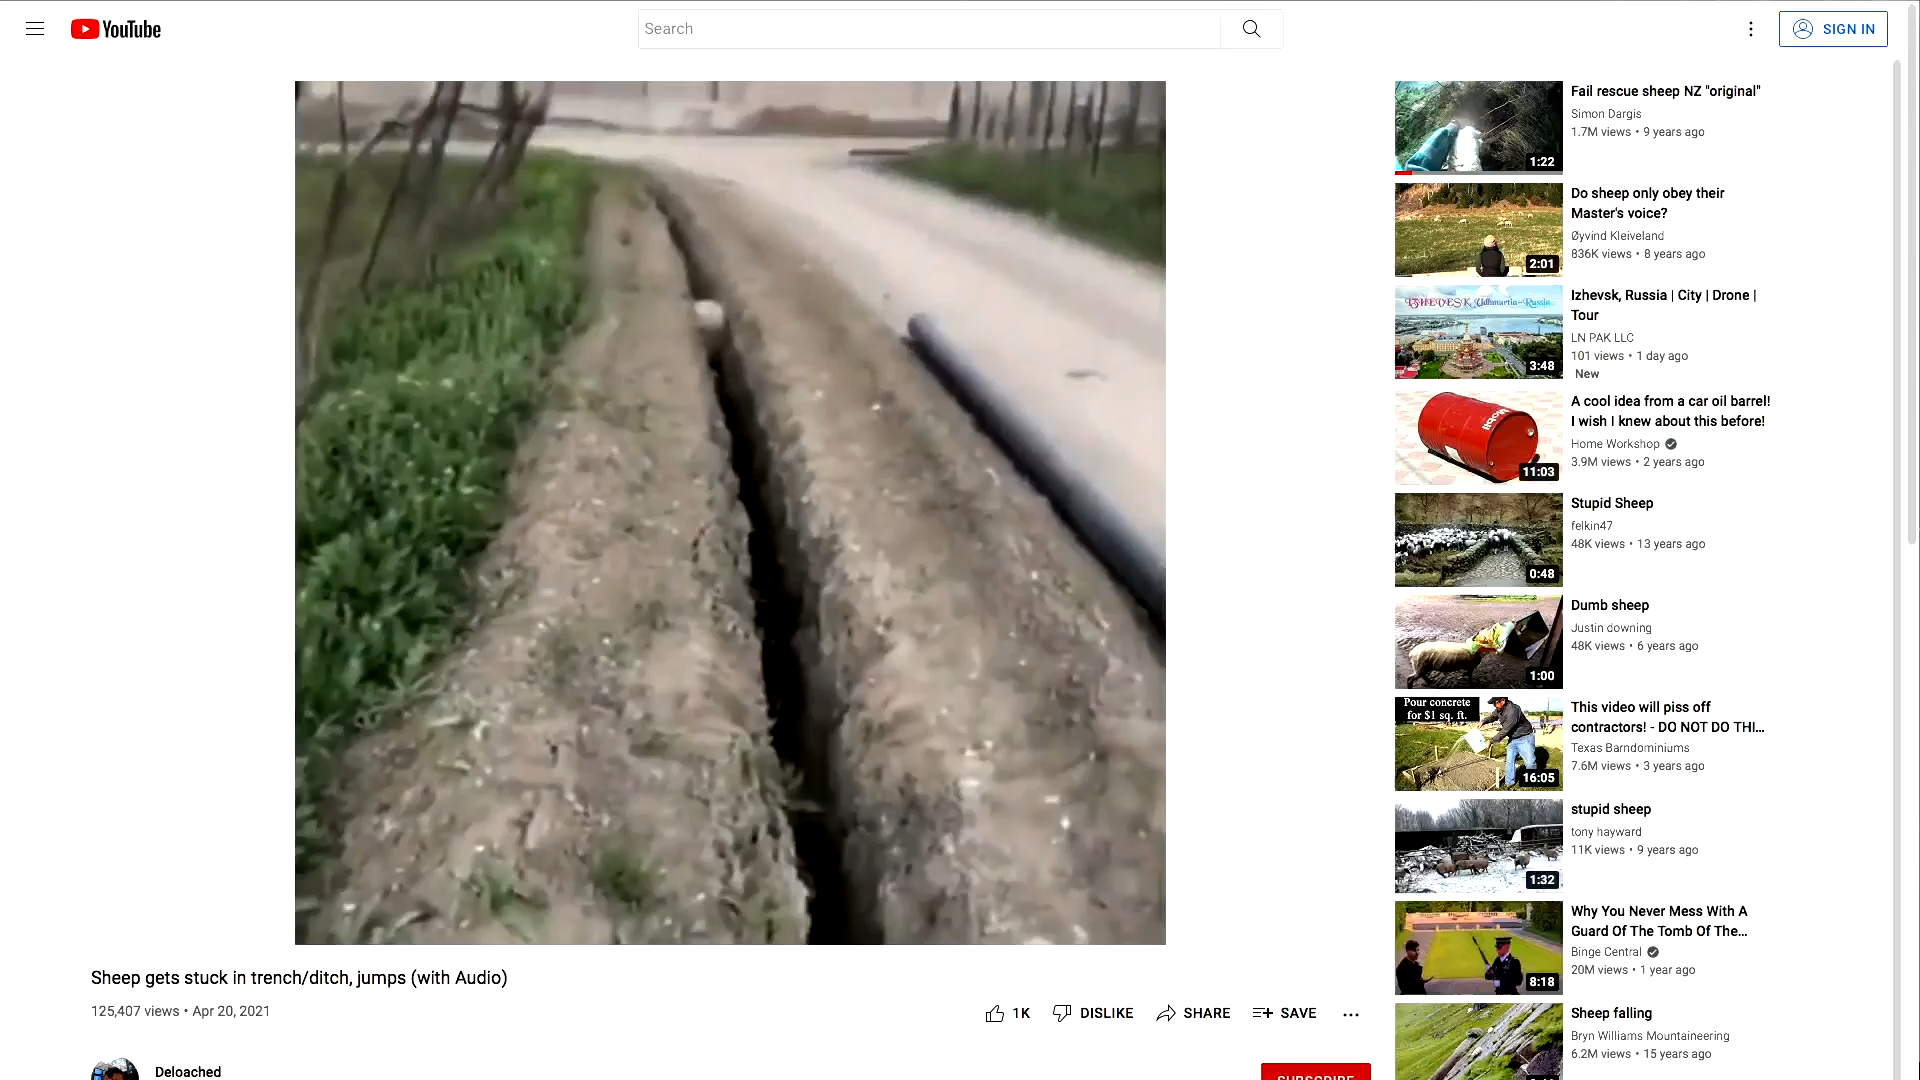 YouTube
Search
SIGN IN
Sheep gets stuck in trench/ditch, jumps (with Audio)
125,407 views • Apr 20, 2021
1K
DISLIKE
SHARE
SAVE
Deloached
SUBSCRIBE
1:22
Fail rescue sheep NZ "original"
Simon Dargis
1.7M views • 9 years ago
2:01
Do sheep only obey their
Master's voice?
Øyvind Kleiveland
836K views • 8 years ago
IZHEVESK, Udhmurtia-Russia
3:48
Izhevsk, Russia | City | Drone |
Tour
LN PAK LLC
101 views • 1 day ago
New
Mobil
11:03
A cool idea from a car oil barrel!
I wish I knew about this before!
Home Workshop
3.9M views • 2 years ago
0:48
Stupid Sheep
felkin47
48K views • 13 years ago
1:00
Dumb sheep
Justin downing
48K views • 6 years ago
Pour concrete
for $1 sq. ft.
16:05
This video will piss off
contractors! - DO NOT DO THI...
Texas Barndominiums
7.6M views • 3 years ago
1:32
stupid sheep
tony hayward
11K views • 9 years ago
8:18
Why You Never Mess With A
Guard Of The Tomb Of The...
Binge Central
20M views • 1 year ago
Sheep falling
Bryn Williams Mountaineering
6.2M views • 15 years ago